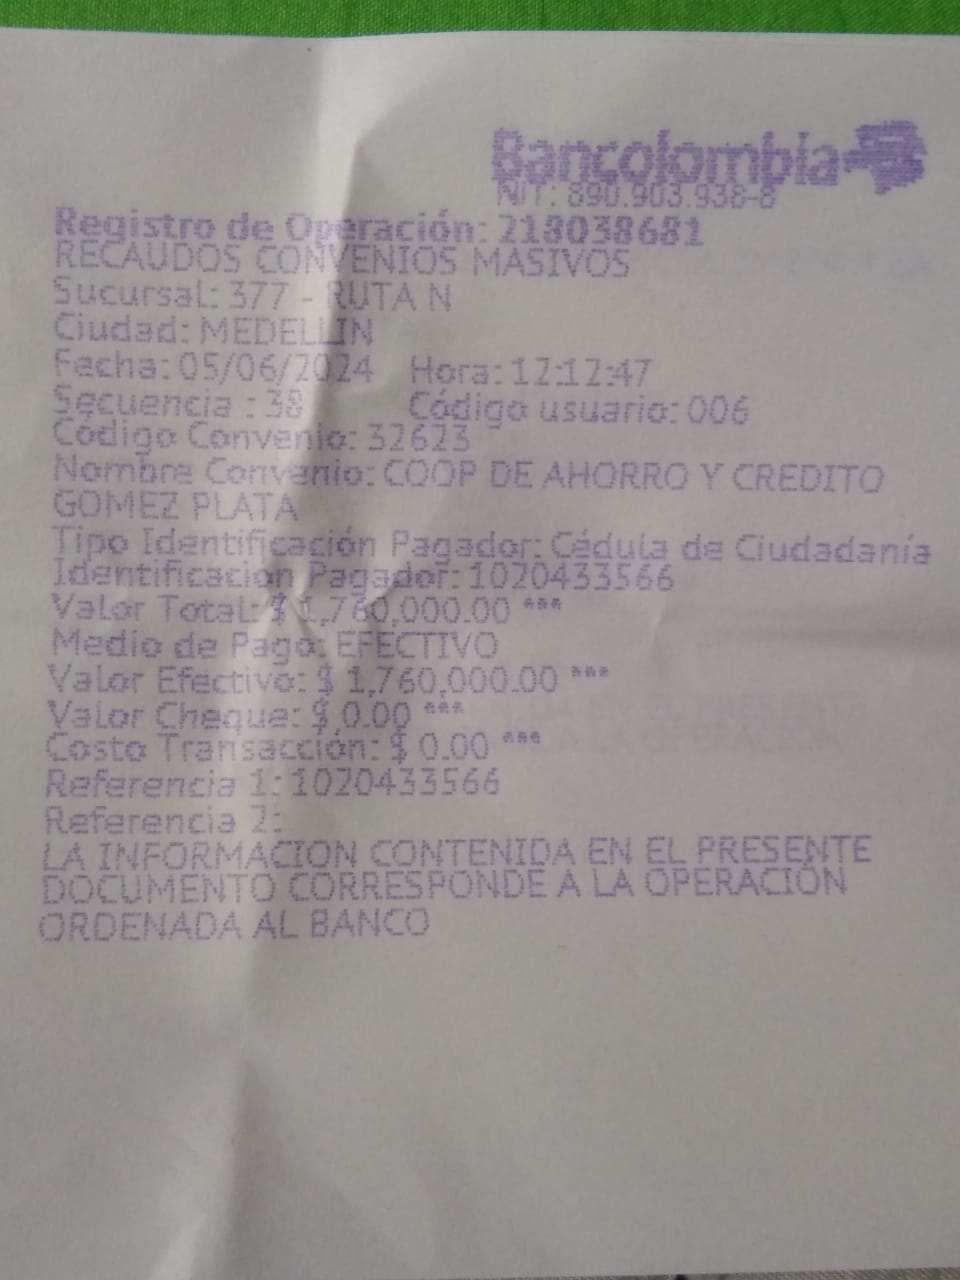 Bancolombia
NIT: 890.903.938-8
Registro de Operación: 218038681
RECAUDOS CONVENIOS MASIVOS
Sucursal: 377 - RUTA N
Ciudad: MEDELLIN
Fecha: 05/06/2024 Hora: 12:12:47
Secuencia : 38 Código usuario: 006
Código Convenio: 32623
Nombre Convenio: COOP DE AHORRO Y CREDITO
GOMEZ PLATA
Tipo Identificación Pagador: Cédula de Ciudadanía
Identificacion Pagador: 1020433566
Valor Total: $ 1,760,000.00 ***
Medio de Pago: EFECTIVO
Valor Efectivo: $ 1,760,000.00 ***
Valor Cheque: $ 0.00 ***
Costo Transacción: $ 0.00 ***
Referencia 1: 1020433566
Referencia 2:
LA INFORMACION CONTENIDA EN EL PRESENTE
DOCUMENTO CORRESPONDE A LA OPERACIÓN
ORDENADA AL BANCO